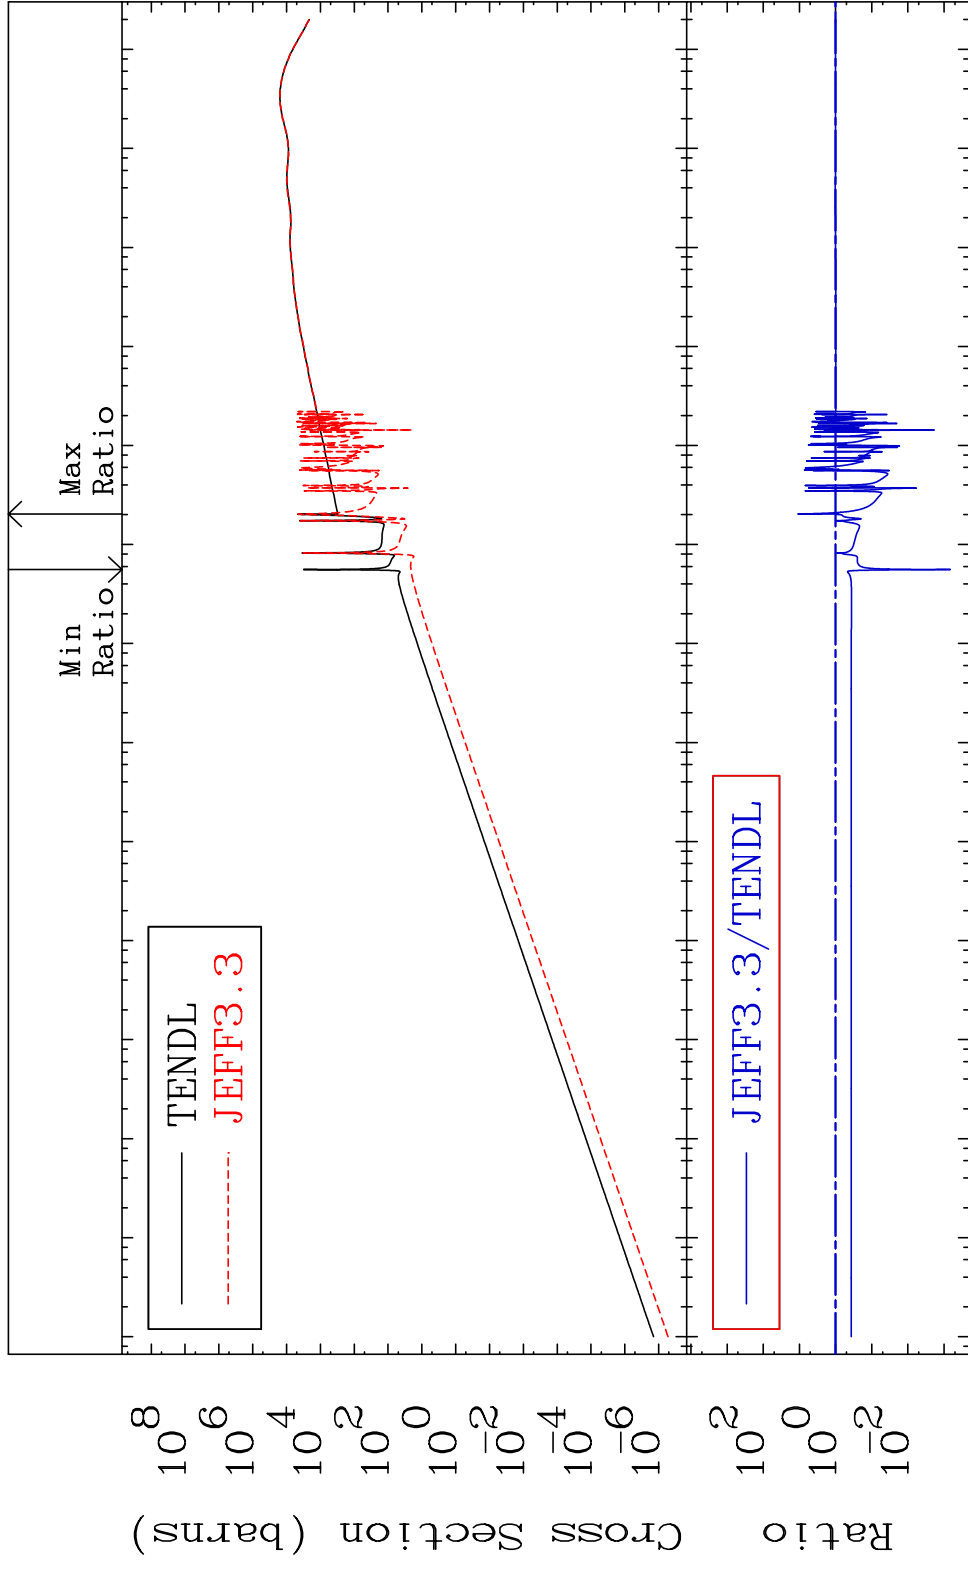 Min
Ratio
Max
Ratio
TENDL
JEFF3.3
Cross Section (barns)
10 8
10 6
10 4
10 2
10 0
10 -2
10 -4
10 -6
JEFF3.3/TENDL
Ratio
10 2
10 0
10 -2